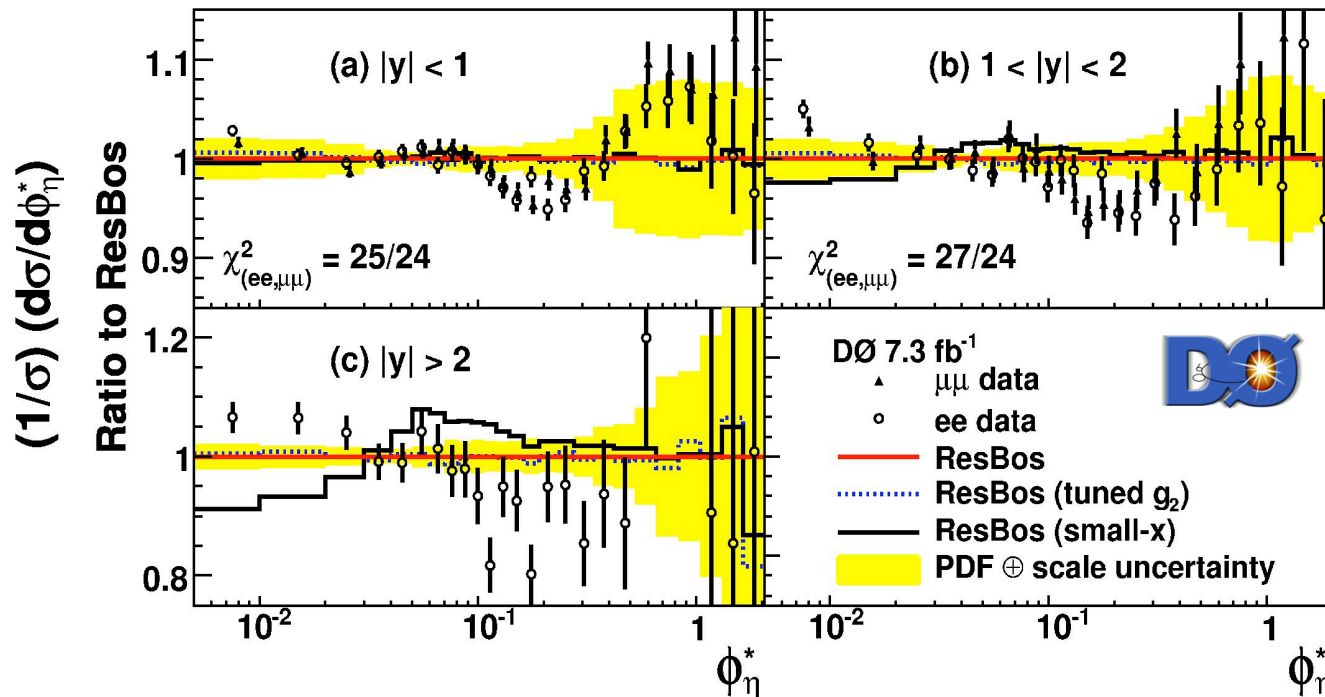 (1/σ) (dσ/dϕ*η)
Ratio to ResBos
1.1
1
0.9
(a) |y| < 1
χ²(ee,μμ) = 25/24
(b) 1 < |y| < 2
χ²(ee,μμ) = 27/24
10⁻² 10⁻¹ 1
ϕ*η
1.2
1
0.8
(c) |y| > 2
10⁻² 10⁻¹ 1
ϕ*η
DØ 7.3 fb⁻¹
μμ data
ee data
ResBos
ResBos (tuned g₂)
ResBos (small-x)
PDF ⊕ scale uncertainty
DØ